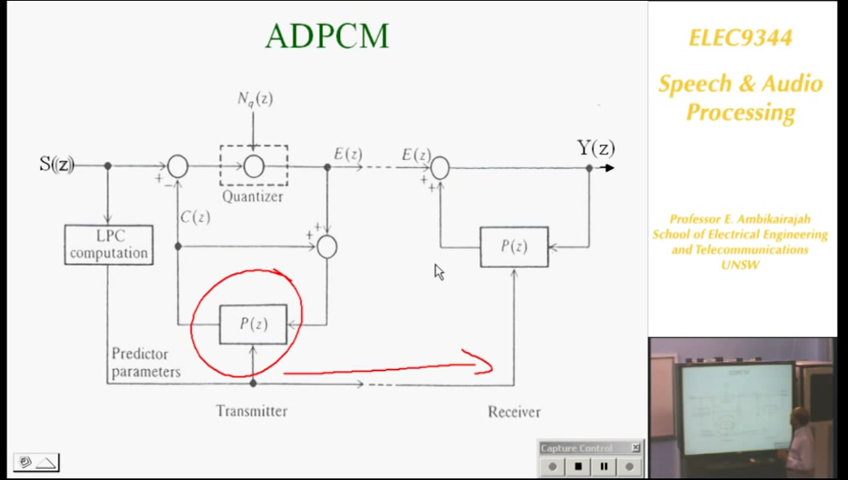 ADPCM
N_q(z)
S(z)
+
−
Quantizer
E(z)
E(z)
+
+
Y(z)
C(z)
+
+
LPC
computation
P(z)
P(z)
Predictor
parameters
Transmitter
Receiver
Capture Control
ELEC9344
Speech & Audio
Processing
Professor E. Ambikairajah
School of Electrical Engineering
and Telecommunications
UNSW